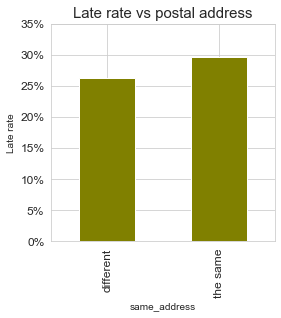 Late rate vs postal address
Late rate
35%
30%
25%
20%
15%
10%
5%
0%
different
the same
same_address